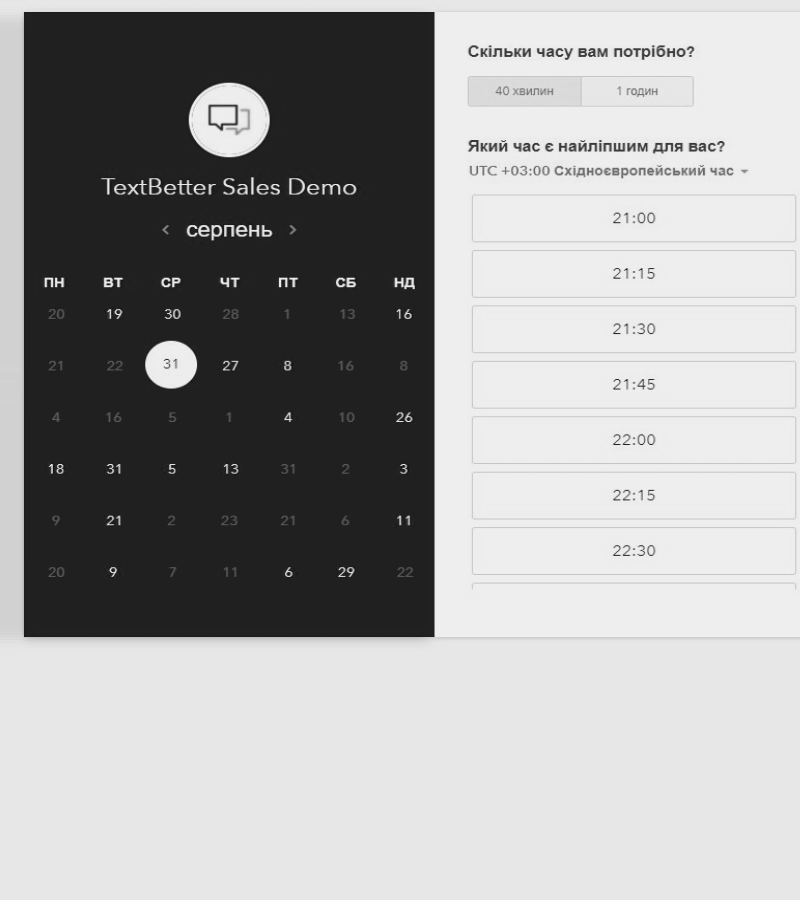 TextBetter Sales Demo
< серпень >
ПН ВТ СР ЧТ ПТ СБ НД
20 19 30 28 1 13 16
21 22 31 27 8 16 8
4 16 5 1 4 10 26
18 31 5 13 31 2 3
9 21 2 23 21 6 11
20 9 7 11 6 29 22
Скільки часу вам потрібно?
40 хвилин 1 годин
Який час є найліпшим для вас?
UTC +03:00 Східноєвропейський час
21:00
21:15
21:30
21:45
22:00
22:15
22:30